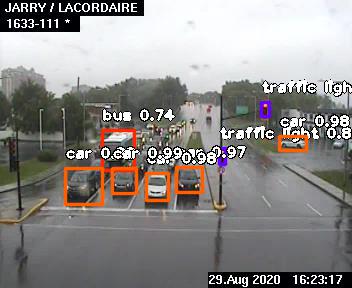 JARRY / LACORDAIRE
1633-111 *
traffic ligh
bus 0.74
car 0.98
traffic light 0.8
car 0.99
0.98
0.97
29.Aug 2020 16:23:17